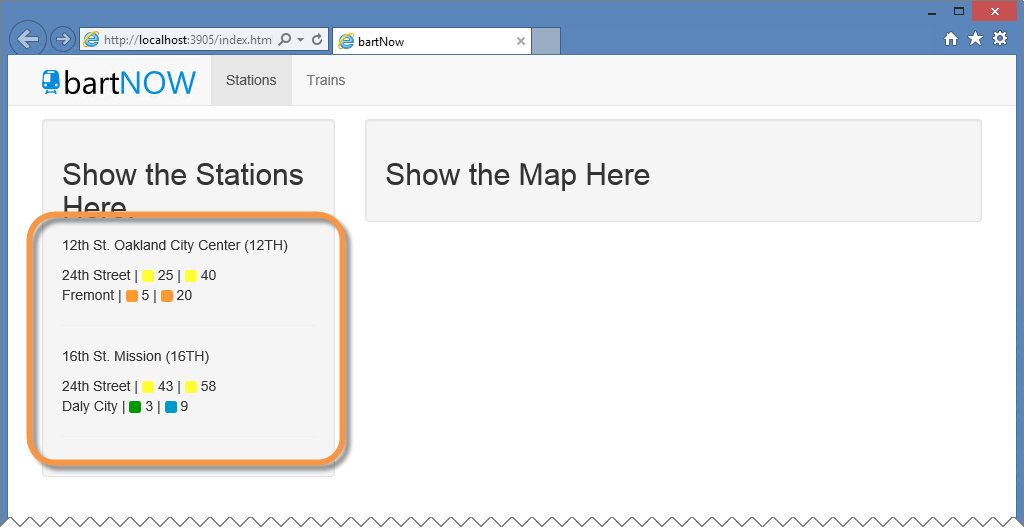 http://localhost:3905/index.htm
bartNow
bartNOW
Stations
Trains
Show the Stations
Here.
12th St. Oakland City Center (12TH)
24th Street | 25 | 40
Fremont | 5 | 20
16th St. Mission (16TH)
24th Street | 43 | 58
Daly City | 3 | 9
Show the Map Here